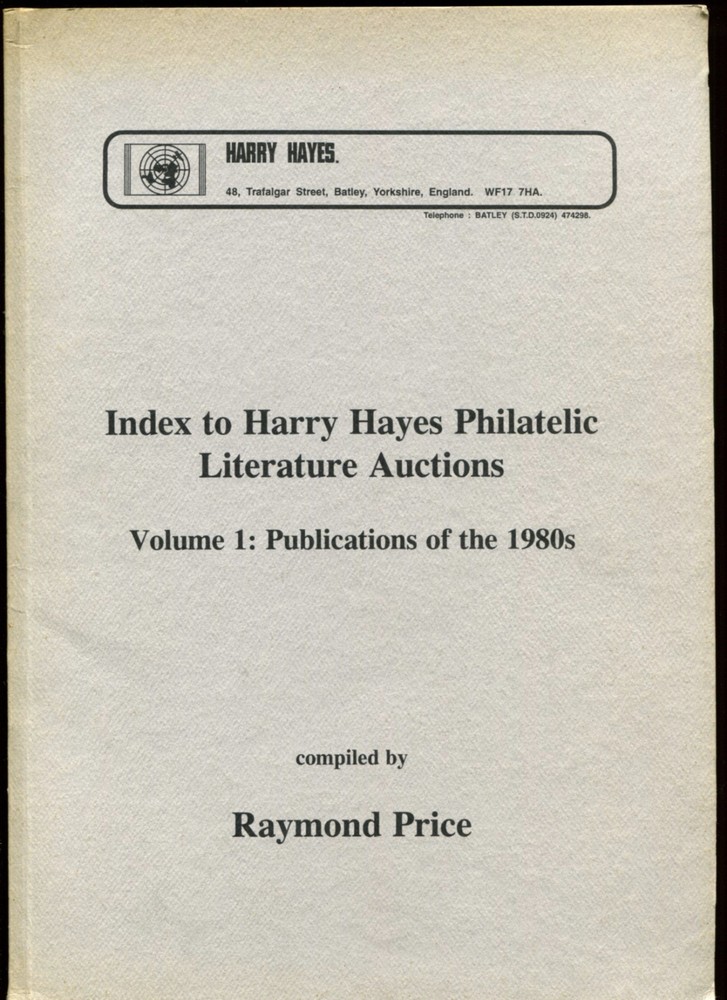 HARRY HAYES.
48, Trafalgar Street, Batley, Yorkshire, England. WF17 7HA.
Telephone : BATLEY (S.T.D.0924) 474298.
Index to Harry Hayes Philatelic
Literature Auctions
Volume 1: Publications of the 1980s
compiled by
Raymond Price